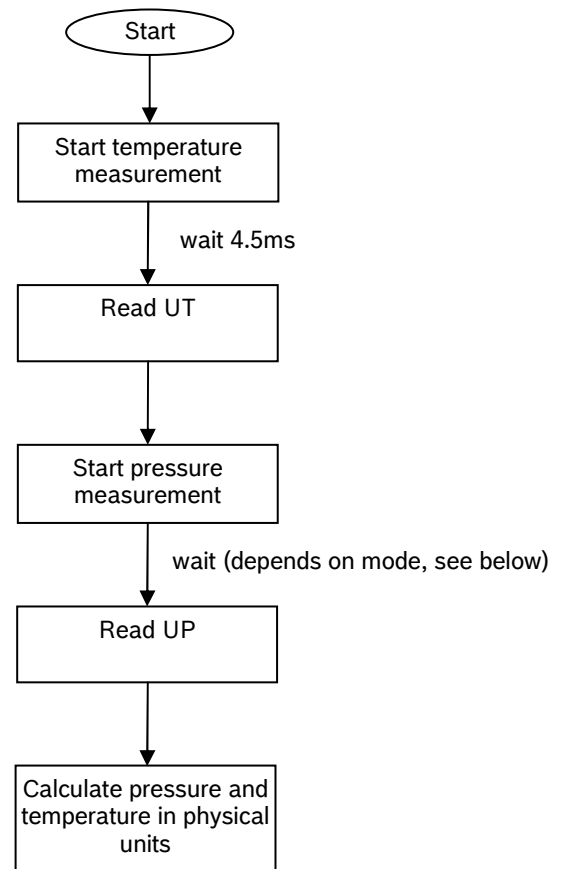 Start
Start temperature
measurement
wait 4.5ms
Read UT
Start pressure
measurement
wait (depends on mode, see below)
Read UP
Calculate pressure and
temperature in physical
units